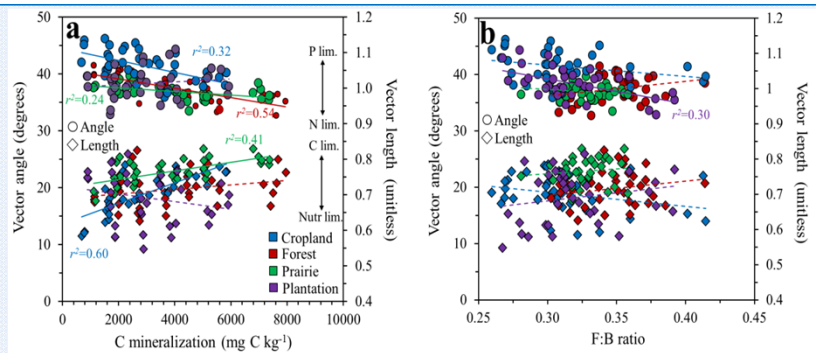 a
50
40
30
20
10
0
Vector angle (degrees)
r²=0.32
r²=0.24
r²=0.54
r²=0.41
r²=0.60
Angle
Length
P lim.
N lim.
C lim.
Nutr lim.
Cropland
Forest
Prairie
Plantation
1.2
1.1
1.0
0.9
0.8
0.7
0.6
0.5
0.4
Vector length (unitless)
0 2000 4000 6000 8000 10000
C mineralization (mg C kg⁻¹)
b
50
40
30
20
10
0
Vector angle (degrees)
Angle
Length
r²=0.30
1.2
1.1
1.0
0.9
0.8
0.7
0.6
0.5
0.4
Vector length (unitless)
0.25 0.30 0.35 0.40 0.45
F:B ratio